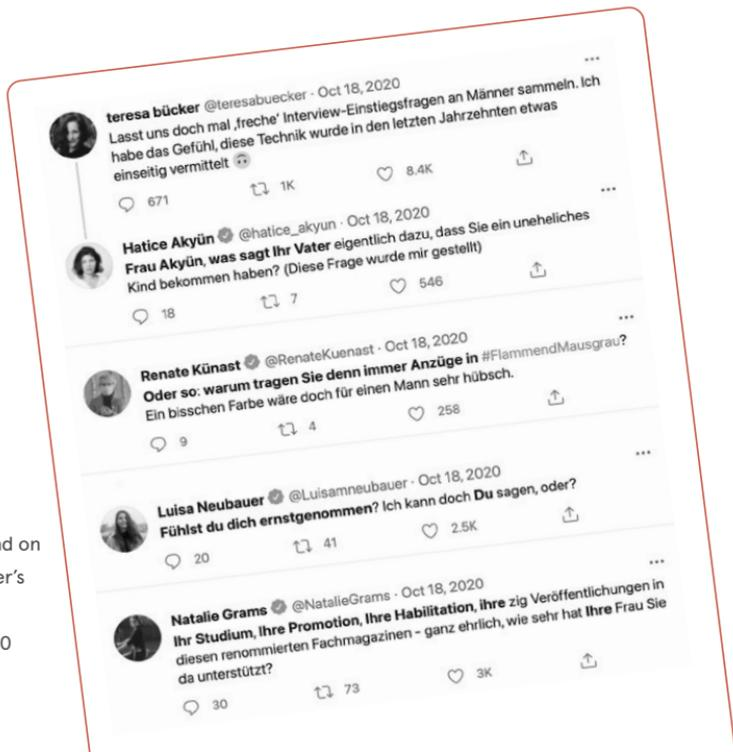 teresa bücker @teresabuecker · Oct 18, 2020
Lasst uns doch mal ‚freche' Interview-Einstiegsfragen an Männer sammeln. Ich
habe das Gefühl, diese Technik wurde in den letzten Jahrzehnten etwas
einseitig vermittelt 🙃
671 1K 8.4K
Hatice Akyün @hatice_akyun · Oct 18, 2020
Frau Akyün, was sagt Ihr Vater eigentlich dazu, dass Sie ein uneheliches
Kind bekommen haben? (Diese Frage wurde mir gestellt)
18 7 546
Renate Künast @RenateKuenast · Oct 18, 2020
Oder so: warum tragen Sie denn immer Anzüge in #FlammendMausgrau?
Ein bisschen Farbe wäre doch für einen Mann sehr hübsch.
9 4 258
Luisa Neubauer @Luisamneubauer · Oct 18, 2020
Fühlst du dich ernstgenommen? Ich kann doch Du sagen, oder?
20 41 2.5K
Natalie Grams @NatalieGrams · Oct 18, 2020
Ihr Studium, Ihre Promotion, Ihre Habilitation, ihre zig Veröffentlichungen in
diesen renommierten Fachmagazinen - ganz ehrlich, wie sehr hat Ihre Frau Sie
da unterstützt?
30 73 3K
on
er's
0